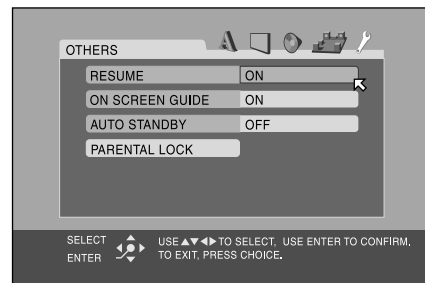 OTHERS
RESUME ON
ON SCREEN GUIDE ON
AUTO STANDBY OFF
PARENTAL LOCK
SELECT USE ▲▼◀▶ TO SELECT, USE ENTER TO CONFIRM.
ENTER TO EXIT, PRESS CHOICE.